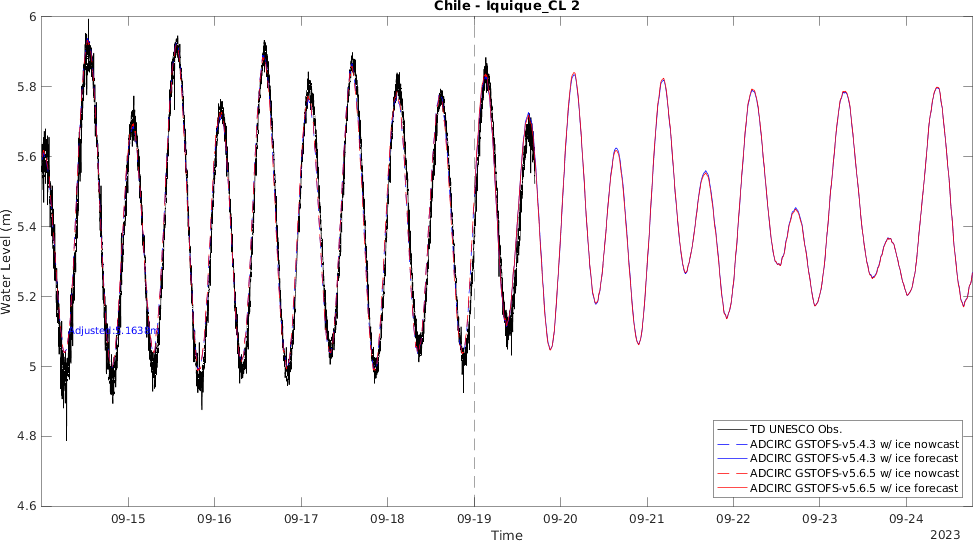 Chile - Iquique_CL 2
Water Level (m)
6
5.8
5.6
5.4
5.2
5
4.8
4.6
09-15
09-16
09-17
09-18
09-19
09-20
09-21
09-22
09-23
09-24
Time
2023
TD UNESCO Obs.
ADCIRC GSTOFS-v5.4.3 w/ ice nowcast
ADCIRC GSTOFS-v5.4.3 w/ ice forecast
ADCIRC GSTOFS-v5.6.5 w/ ice nowcast
ADCIRC GSTOFS-v5.6.5 w/ ice forecast